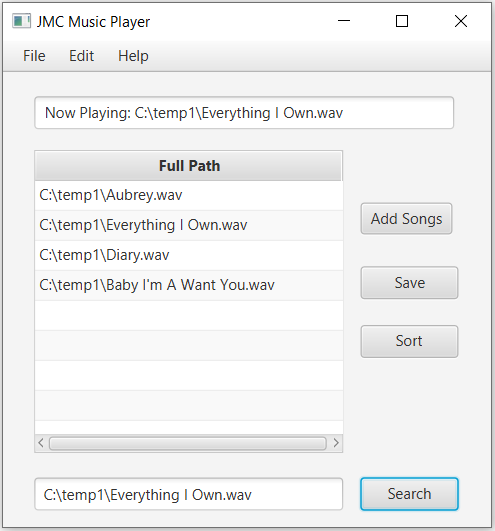 JMC Music Player
File Edit Help
Now Playing: C:\temp1\Everything I Own.wav
Full Path
C:\temp1\Aubrey.wav
C:\temp1\Everything I Own.wav
C:\temp1\Diary.wav
C:\temp1\Baby I'm A Want You.wav
Add Songs
Save
Sort
C:\temp1\Everything I Own.wav
Search